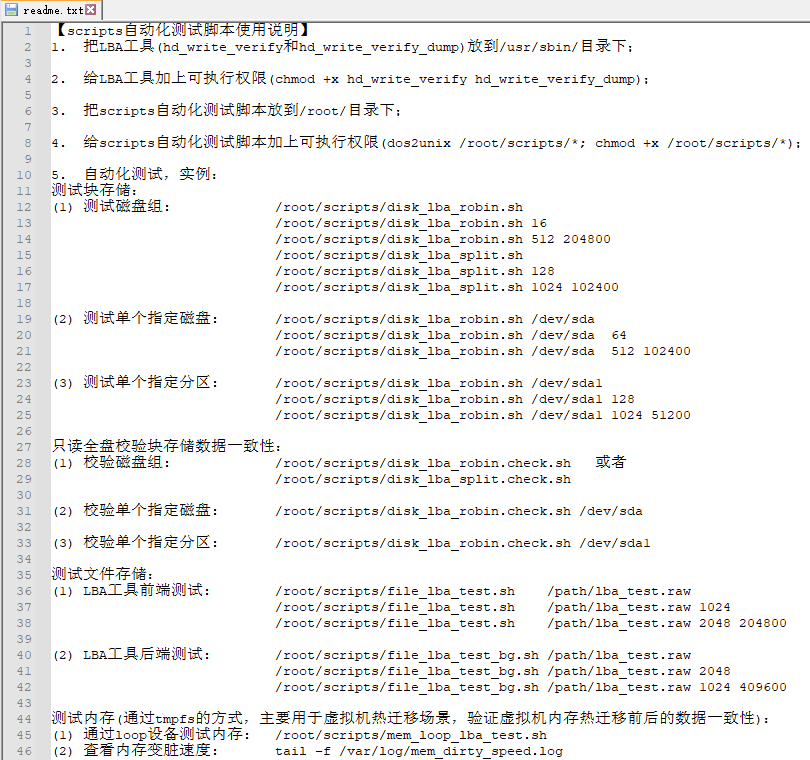 readme.txt
1 【scripts自动化测试脚本使用说明】
2 1. 把LBA工具(hd_write_verify和hd_write_verify_dump)放到/usr/sbin/目录下;
3
4 2. 给LBA工具加上可执行权限(chmod +x hd_write_verify hd_write_verify_dump);
5
6 3. 把scripts自动化测试脚本放到/root/目录下;
7
8 4. 给scripts自动化测试脚本加上可执行权限(dos2unix /root/scripts/*; chmod +x /root/scripts/*);
9
10 5. 自动化测试,实例:
11 测试块存储:
12 (1) 测试磁盘组: /root/scripts/disk_lba_robin.sh
13 /root/scripts/disk_lba_robin.sh 16
14 /root/scripts/disk_lba_robin.sh 512 204800
15 /root/scripts/disk_lba_split.sh
16 /root/scripts/disk_lba_split.sh 128
17 /root/scripts/disk_lba_split.sh 1024 102400
18
19 (2) 测试单个指定磁盘: /root/scripts/disk_lba_robin.sh /dev/sda
20 /root/scripts/disk_lba_robin.sh /dev/sda 64
21 /root/scripts/disk_lba_robin.sh /dev/sda 512 102400
22
23 (3) 测试单个指定分区: /root/scripts/disk_lba_robin.sh /dev/sda1
24 /root/scripts/disk_lba_robin.sh /dev/sda1 128
25 /root/scripts/disk_lba_robin.sh /dev/sda1 1024 51200
26
27 只读全盘校验块存储数据一致性:
28 (1) 校验磁盘组: /root/scripts/disk_lba_robin.check.sh 或者
29 /root/scripts/disk_lba_split.check.sh
30
31 (2) 校验单个指定磁盘: /root/scripts/disk_lba_robin.check.sh /dev/sda
32
33 (3) 校验单个指定分区: /root/scripts/disk_lba_robin.check.sh /dev/sda1
34
35 测试文件存储:
36 (1) LBA工具前端测试: /root/scripts/file_lba_test.sh /path/lba_test.raw
37 /root/scripts/file_lba_test.sh /path/lba_test.raw 1024
38 /root/scripts/file_lba_test.sh /path/lba_test.raw 2048 204800
39
40 (2) LBA工具后端测试: /root/scripts/file_lba_test_bg.sh /path/lba_test.raw
41 /root/scripts/file_lba_test_bg.sh /path/lba_test.raw 2048
42 /root/scripts/file_lba_test_bg.sh /path/lba_test.raw 1024 409600
43
44 测试内存(通过tmpfs的方式,主要用于虚拟机热迁移场景,验证虚拟机内存热迁移前后的数据一致性):
45 (1) 通过loop设备测试内存: /root/scripts/mem_loop_lba_test.sh
46 (2) 查看内存变脏速度: tail -f /var/log/mem_dirty_speed.log